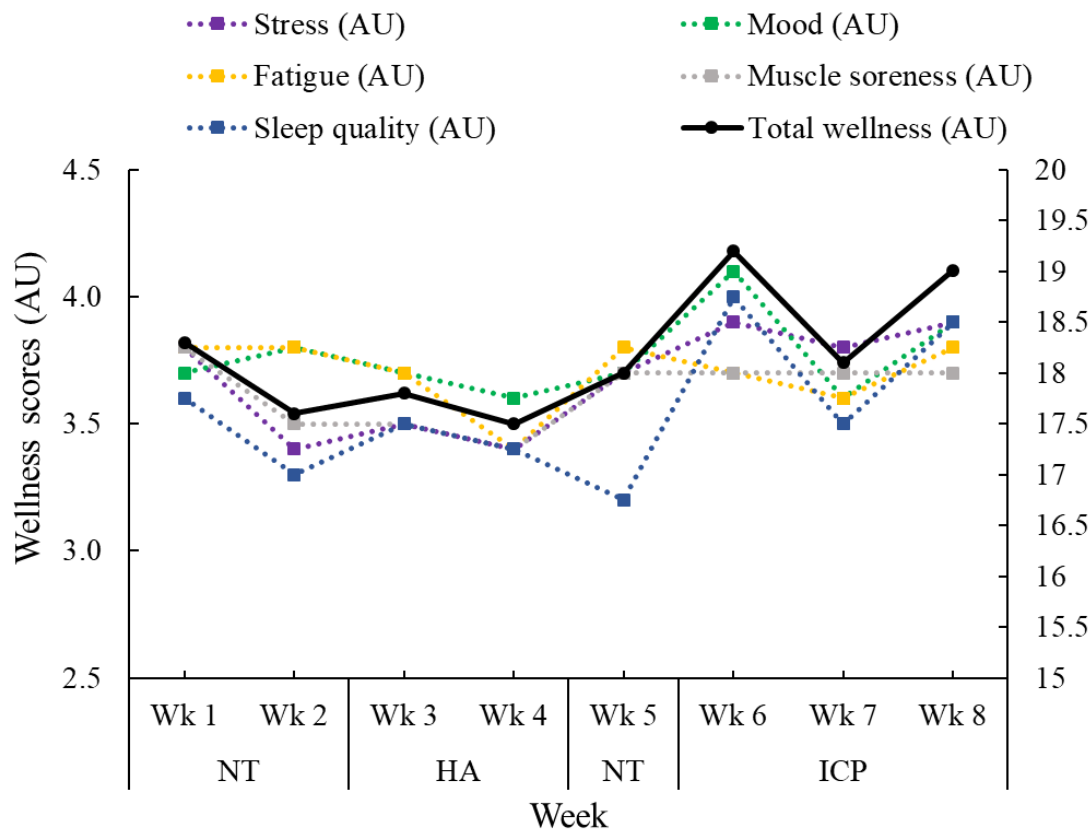 Stress (AU) Mood (AU)
Fatigue (AU) Muscle soreness (AU)
Sleep quality (AU) Total wellness (AU)
Wellness scores (AU)
4.5
4.0
3.5
3.0
2.5
20
19.5
19
18.5
18
17.5
17
16.5
16
15.5
15
Wk 1 Wk 2 Wk 3 Wk 4 Wk 5 Wk 6 Wk 7 Wk 8
NT HA NT ICP
Week